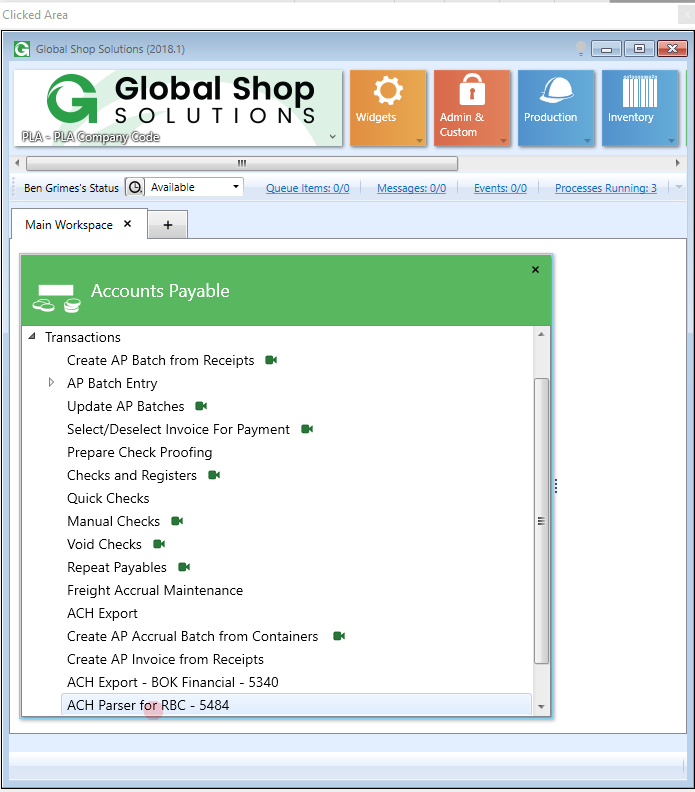 Clicked Area
Global Shop Solutions (2018.1)
Global Shop
SOLUTIONS
PLA - PLA Company Code
Widgets
Admin &
Custom
Production
Inventory
Ben Grimes's Status Available Queue Items: 0/0 Messages: 0/0 Events: 0/0 Processes Running: 3
Main Workspace
Accounts Payable
Transactions
Create AP Batch from Receipts
AP Batch Entry
Update AP Batches
Select/Deselect Invoice For Payment
Prepare Check Proofing
Checks and Registers
Quick Checks
Manual Checks
Void Checks
Repeat Payables
Freight Accrual Maintenance
ACH Export
Create AP Accrual Batch from Containers
Create AP Invoice from Receipts
ACH Export - BOK Financial - 5340
ACH Parser for RBC - 5484